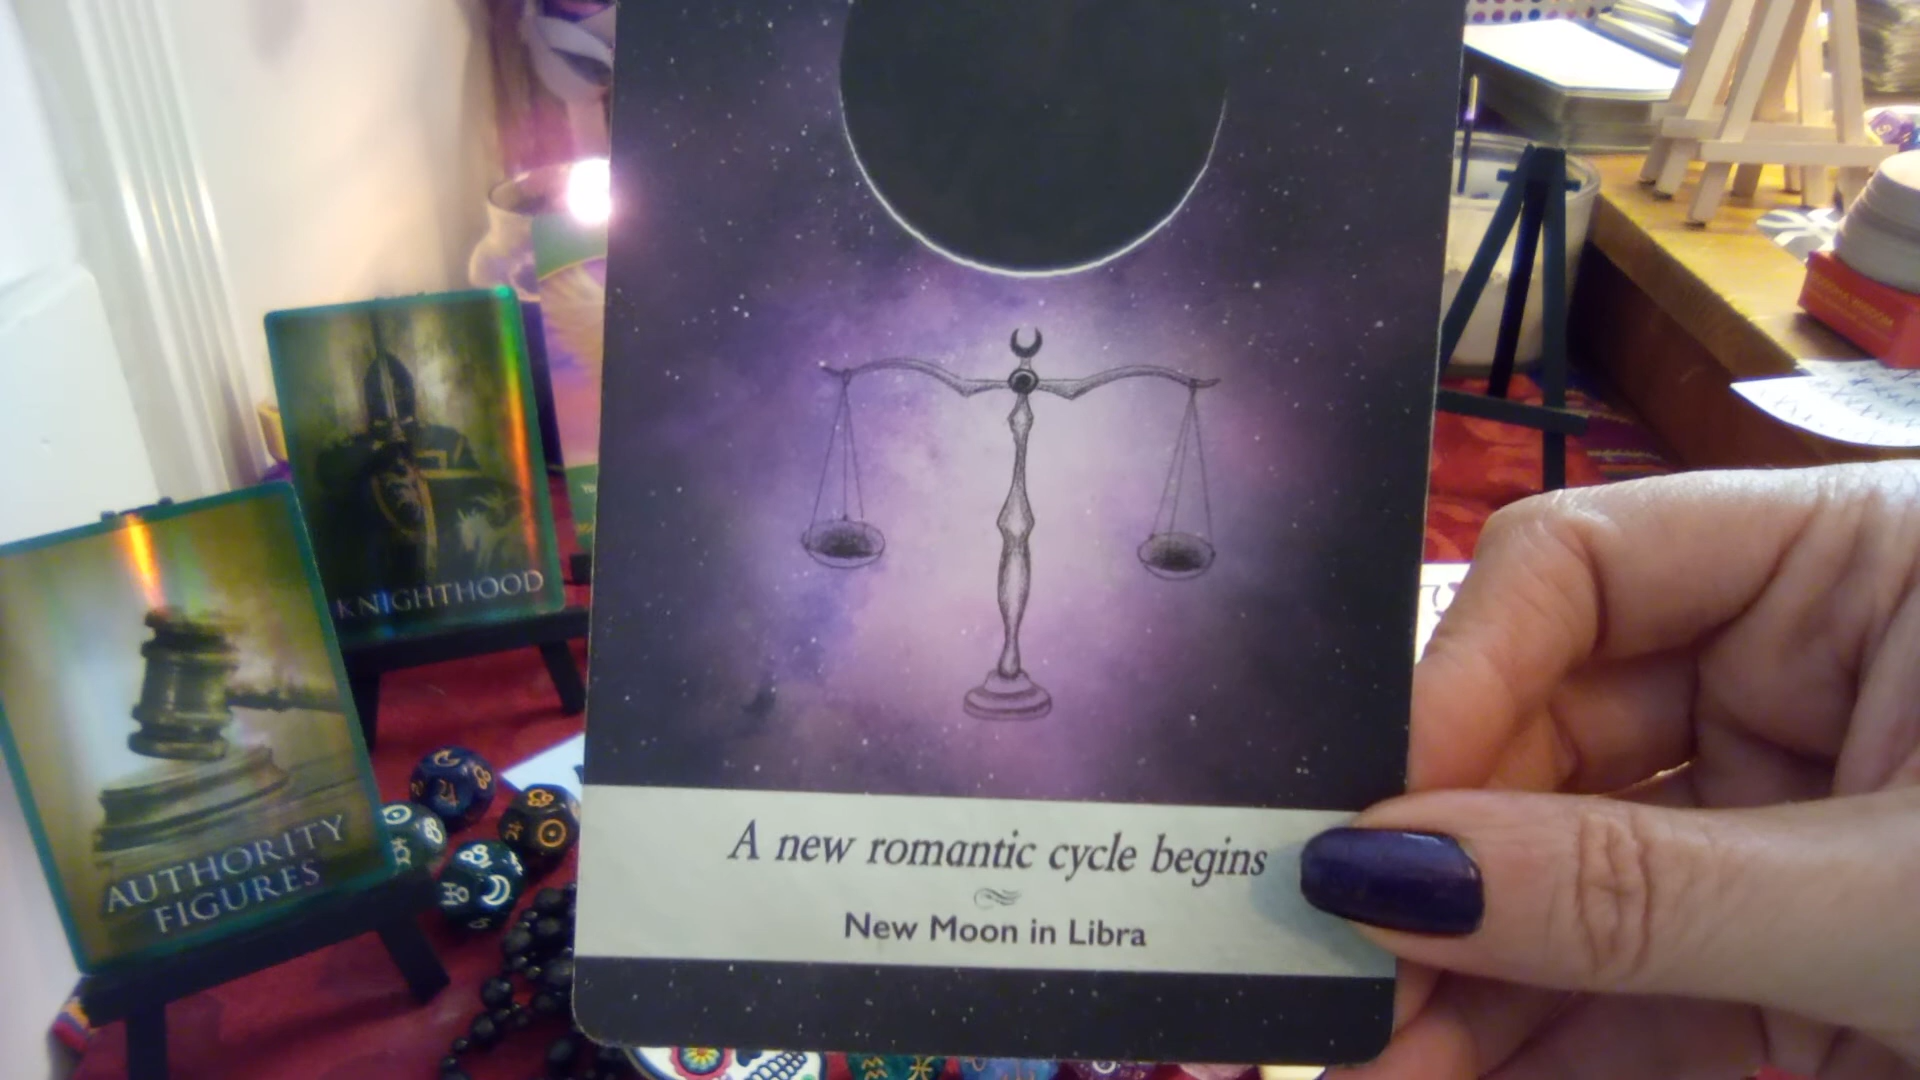 KNIGHTHOOD
AUTHORITY
FIGURES
A new romantic cycle begins
New Moon in Libra